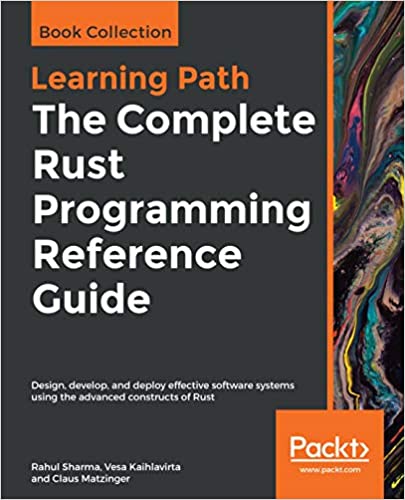 Book Collection
Learning Path
The Complete
Rust
Programming
Reference
Guide
Design, develop, and deploy effective software systems
using the advanced constructs of Rust
Rahul Sharma, Vesa Kaihlavirta
and Claus Matzinger
Packt>
www.packt.com